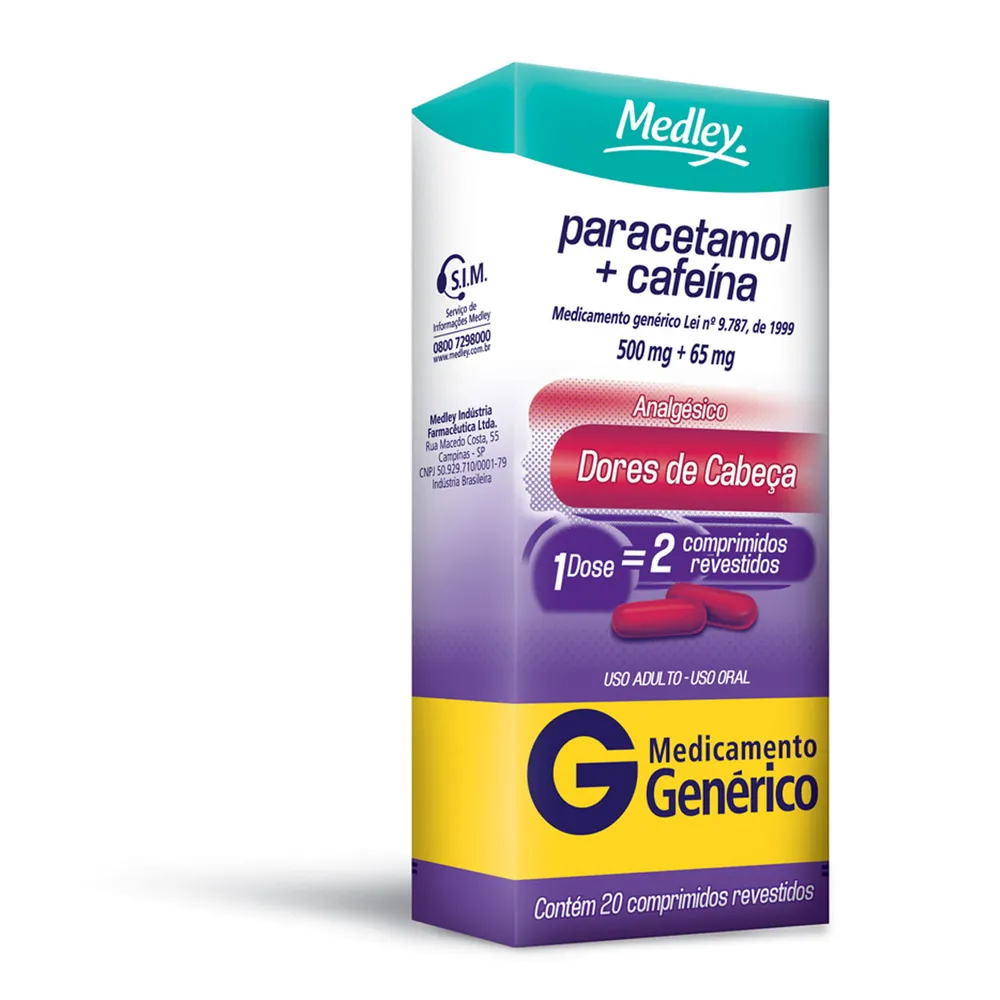 Medley
paracetamol
+ cafeína
Medicamento genérico Lei nº 9.787, de 1999
500 mg + 65 mg
Analgésico
Dores de Cabeça
1 Dose = 2 comprimidos
revestidos
USO ADULTO - USO ORAL
G Medicamento
Genérico
Contém 20 comprimidos revestidos
S.I.M.
Serviço de
Informações Medley
0800 7298000
www.medley.com.br
Medley Indústria
Farmacêutica Ltda.
Rua Macedo Costa, 55
Campinas - SP
CNPJ 50.929.710/0001-79
Indústria Brasileira